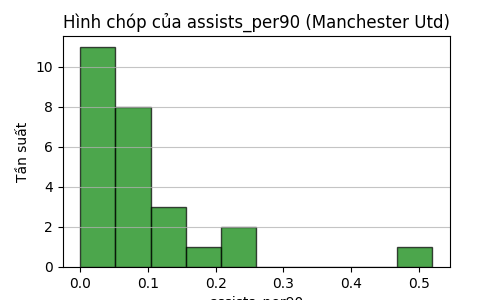 Hình chóp của assists_per90 (Manchester Utd)
Tần suất
10
8
6
4
2
0
0.0 0.1 0.2 0.3 0.4 0.5
assists_per90